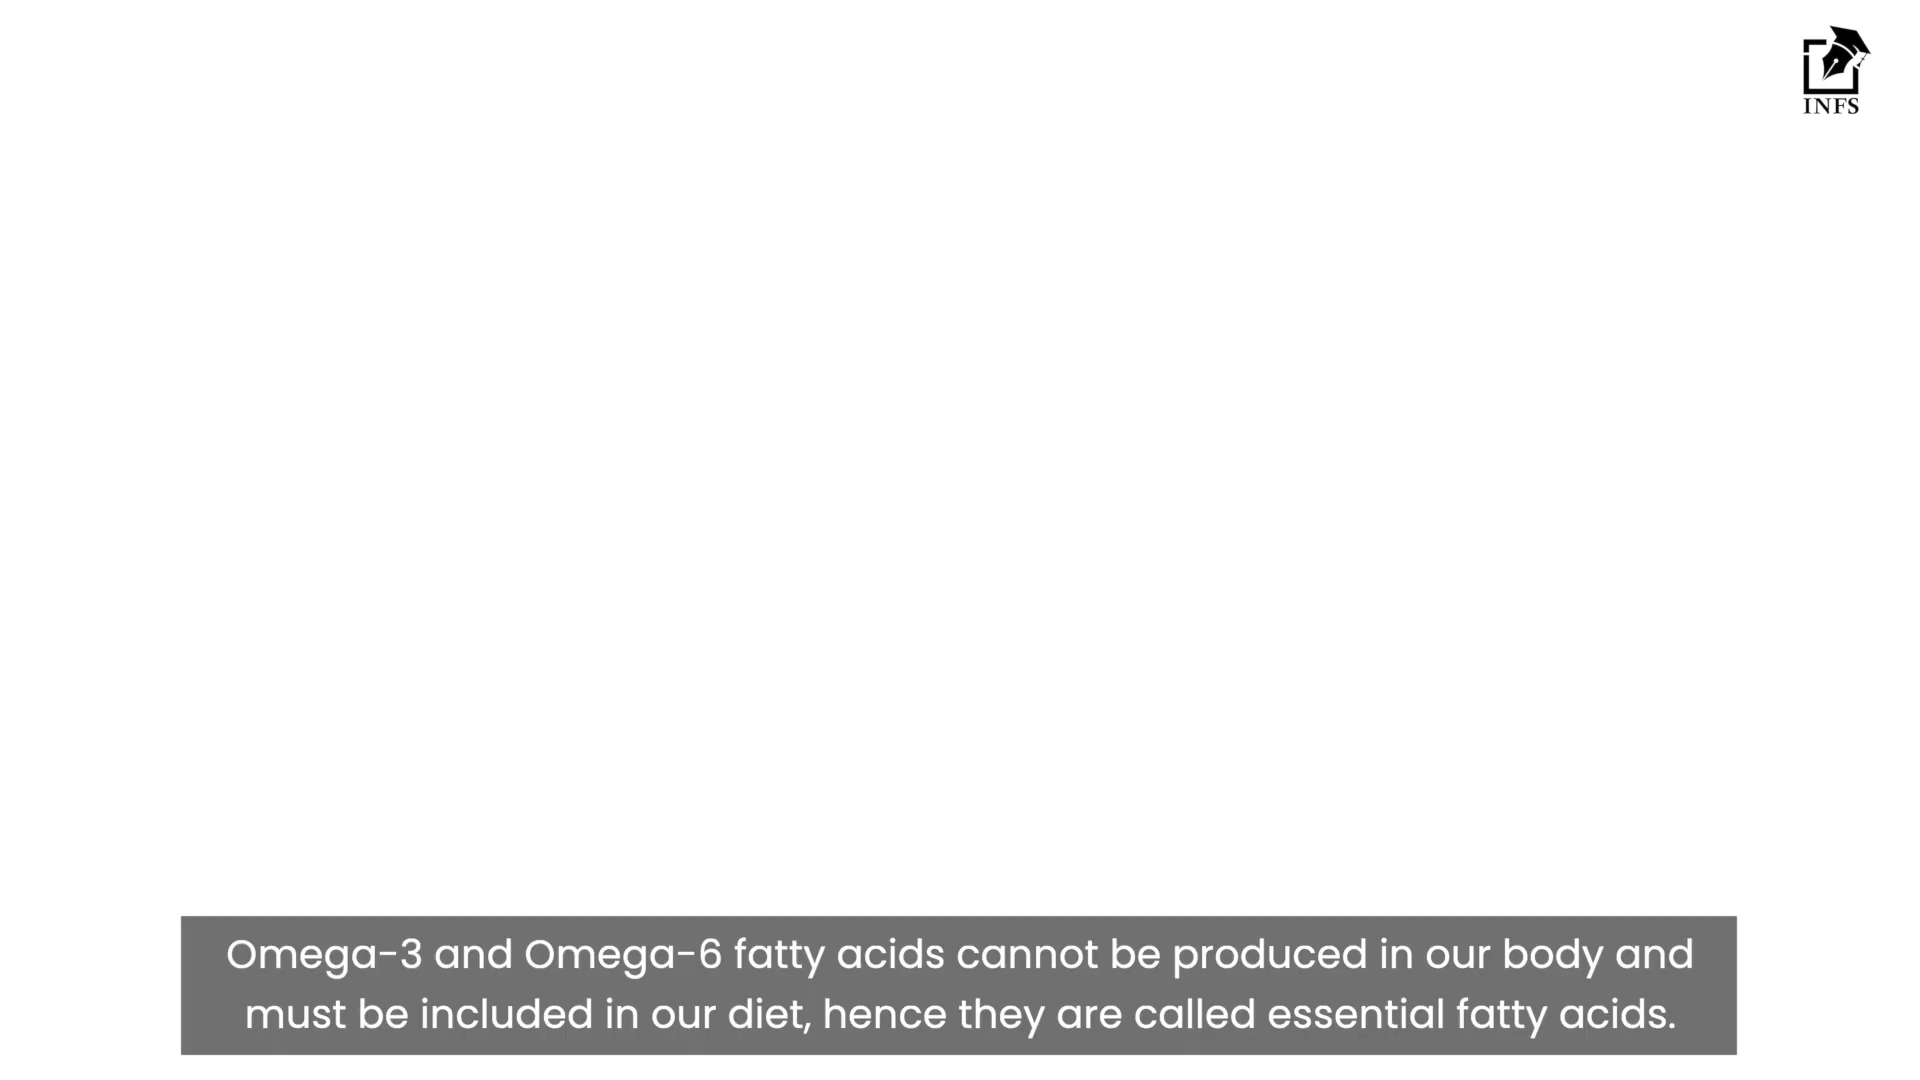 INFS
Omega-3 and Omega-6 fatty acids cannot be produced in our body and
must be included in our diet, hence they are called essential fatty acids.